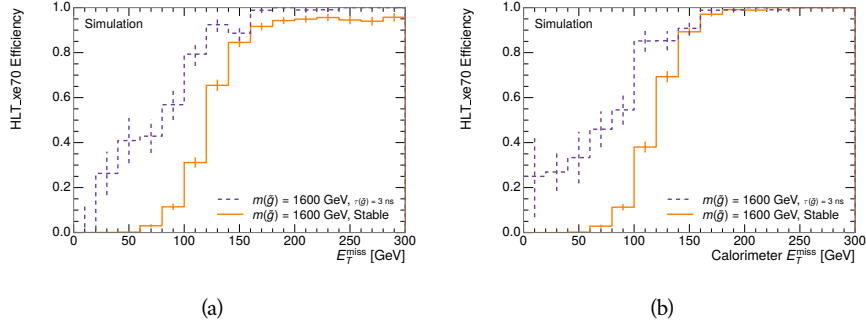 Simulation
HLT_xe70 Efficiency
1.0
0.8
0.6
0.4
0.2
0.0
m(g̃) = 1600 GeV, τ(g̃) = 3 ns
m(g̃) = 1600 GeV, Stable
0 50 100 150 200 250 300
E_T^miss [GeV]
(a)
Simulation
HLT_xe70 Efficiency
1.0
0.8
0.6
0.4
0.2
0.0
m(g̃) = 1600 GeV, τ(g̃) = 3 ns
m(g̃) = 1600 GeV, Stable
0 50 100 150 200 250 300
Calorimeter E_T^miss [GeV]
(b)